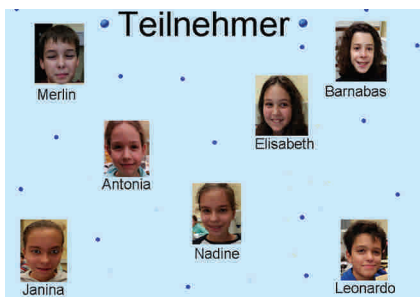 Teilnehmer
Merlin
Barnabas
Elisabeth
Antonia
Nadine
Janina
Leonardo